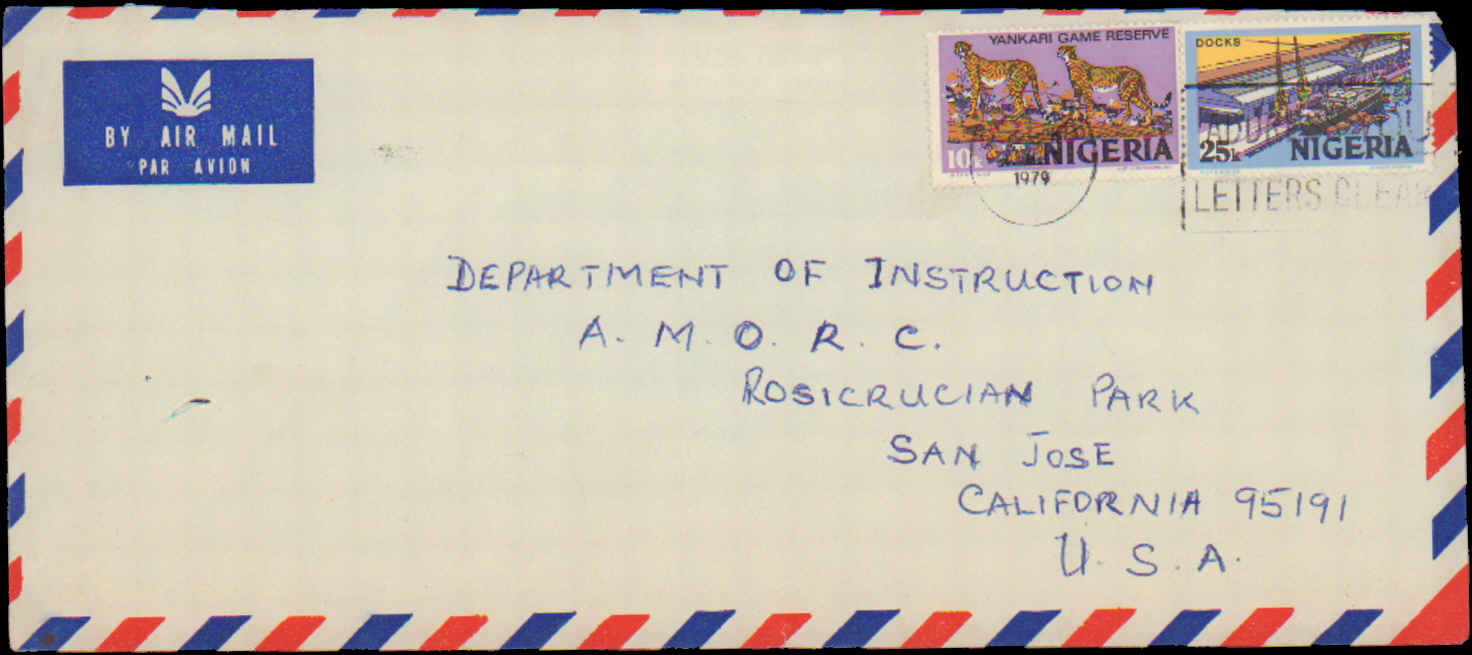 BY AIR MAIL
PAR AVION
YANKARI GAME RESERVE
10k NIGERIA
DOCKS
25k NIGERIA
1979
LETTERS CLEAR
DEPARTMENT OF INSTRUCTION
A. M. O. R. C.
ROSICRUCIAN PARK
SAN JOSE
CALIFORNIA 95191
U. S. A.